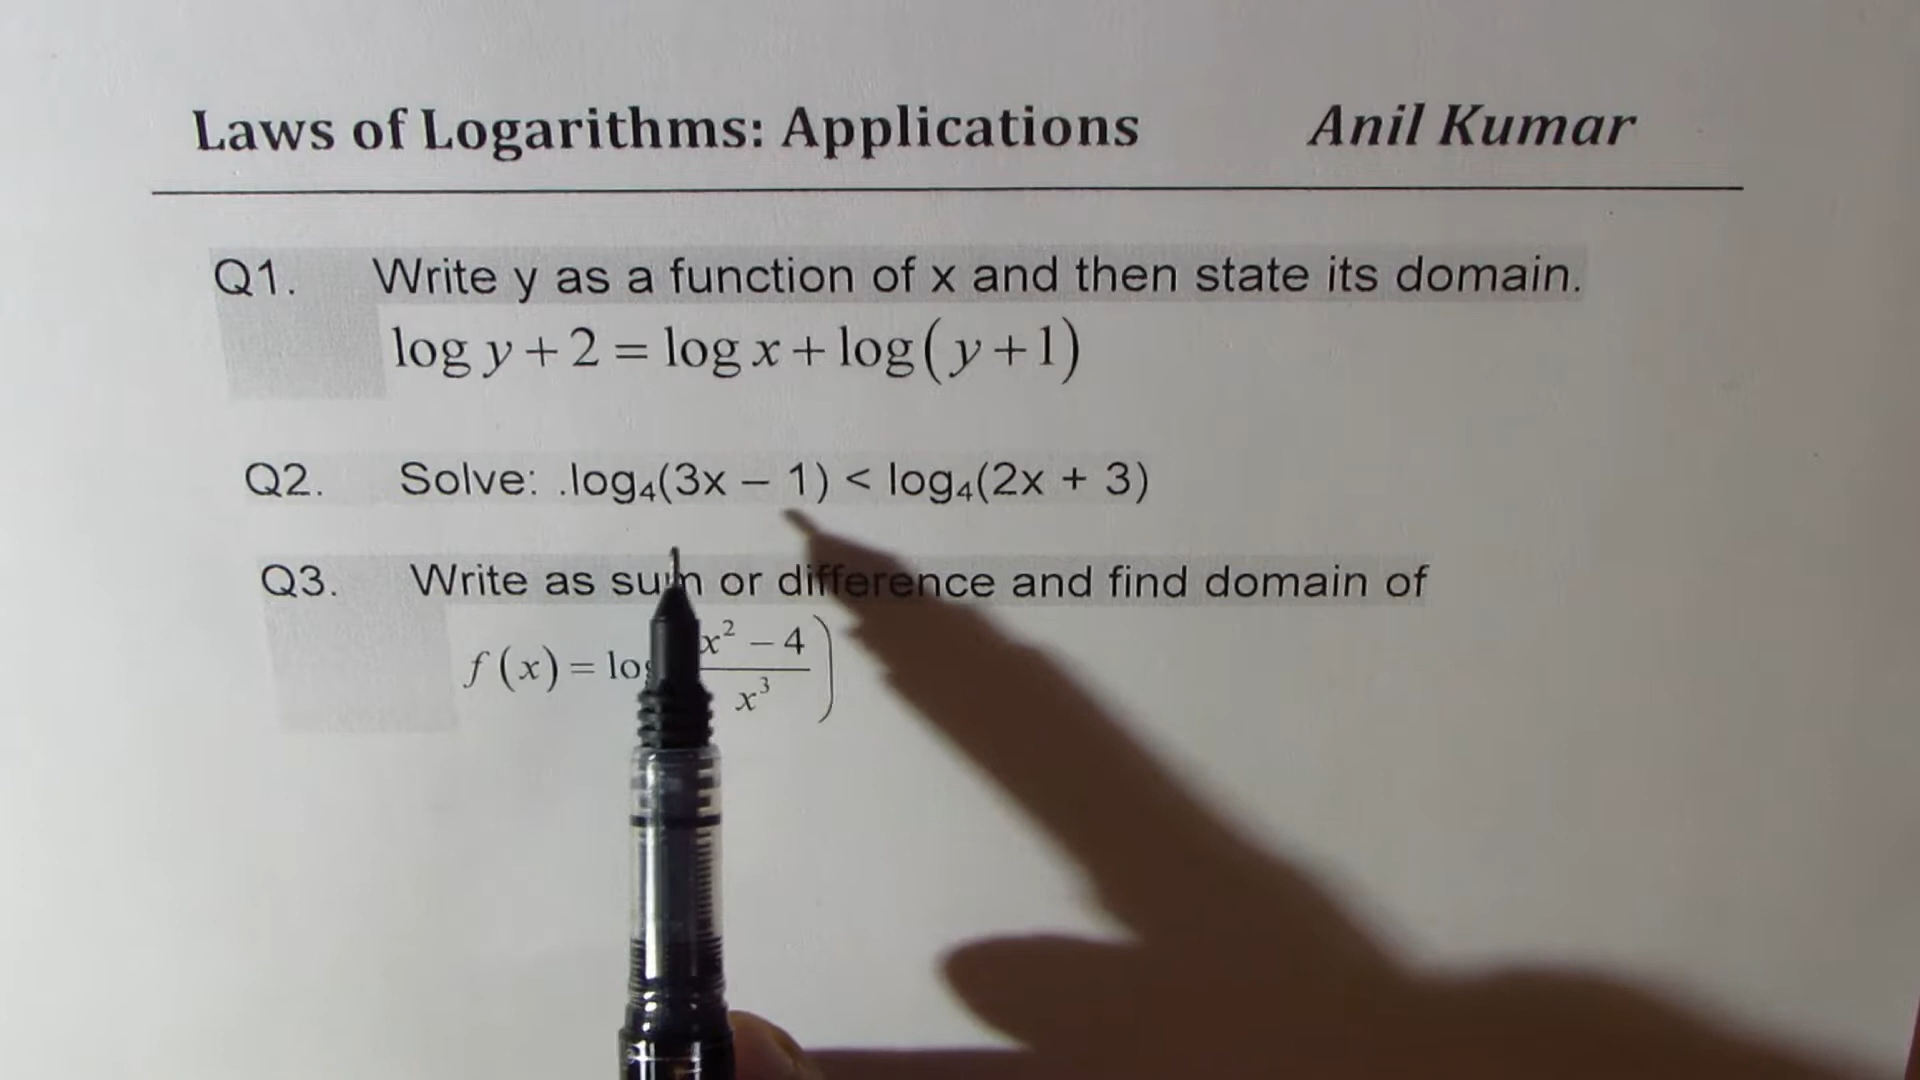 Laws of Logarithms: Applications Anil Kumar
Q1. Write y as a function of x and then state its domain.
log y + 2 = log x + log( y +1)
Q2. Solve: .log₄(3x – 1) < log₄(2x + 3)
Q3. Write as sum or difference and find domain of
f (x) = x² – 4 / x³ )